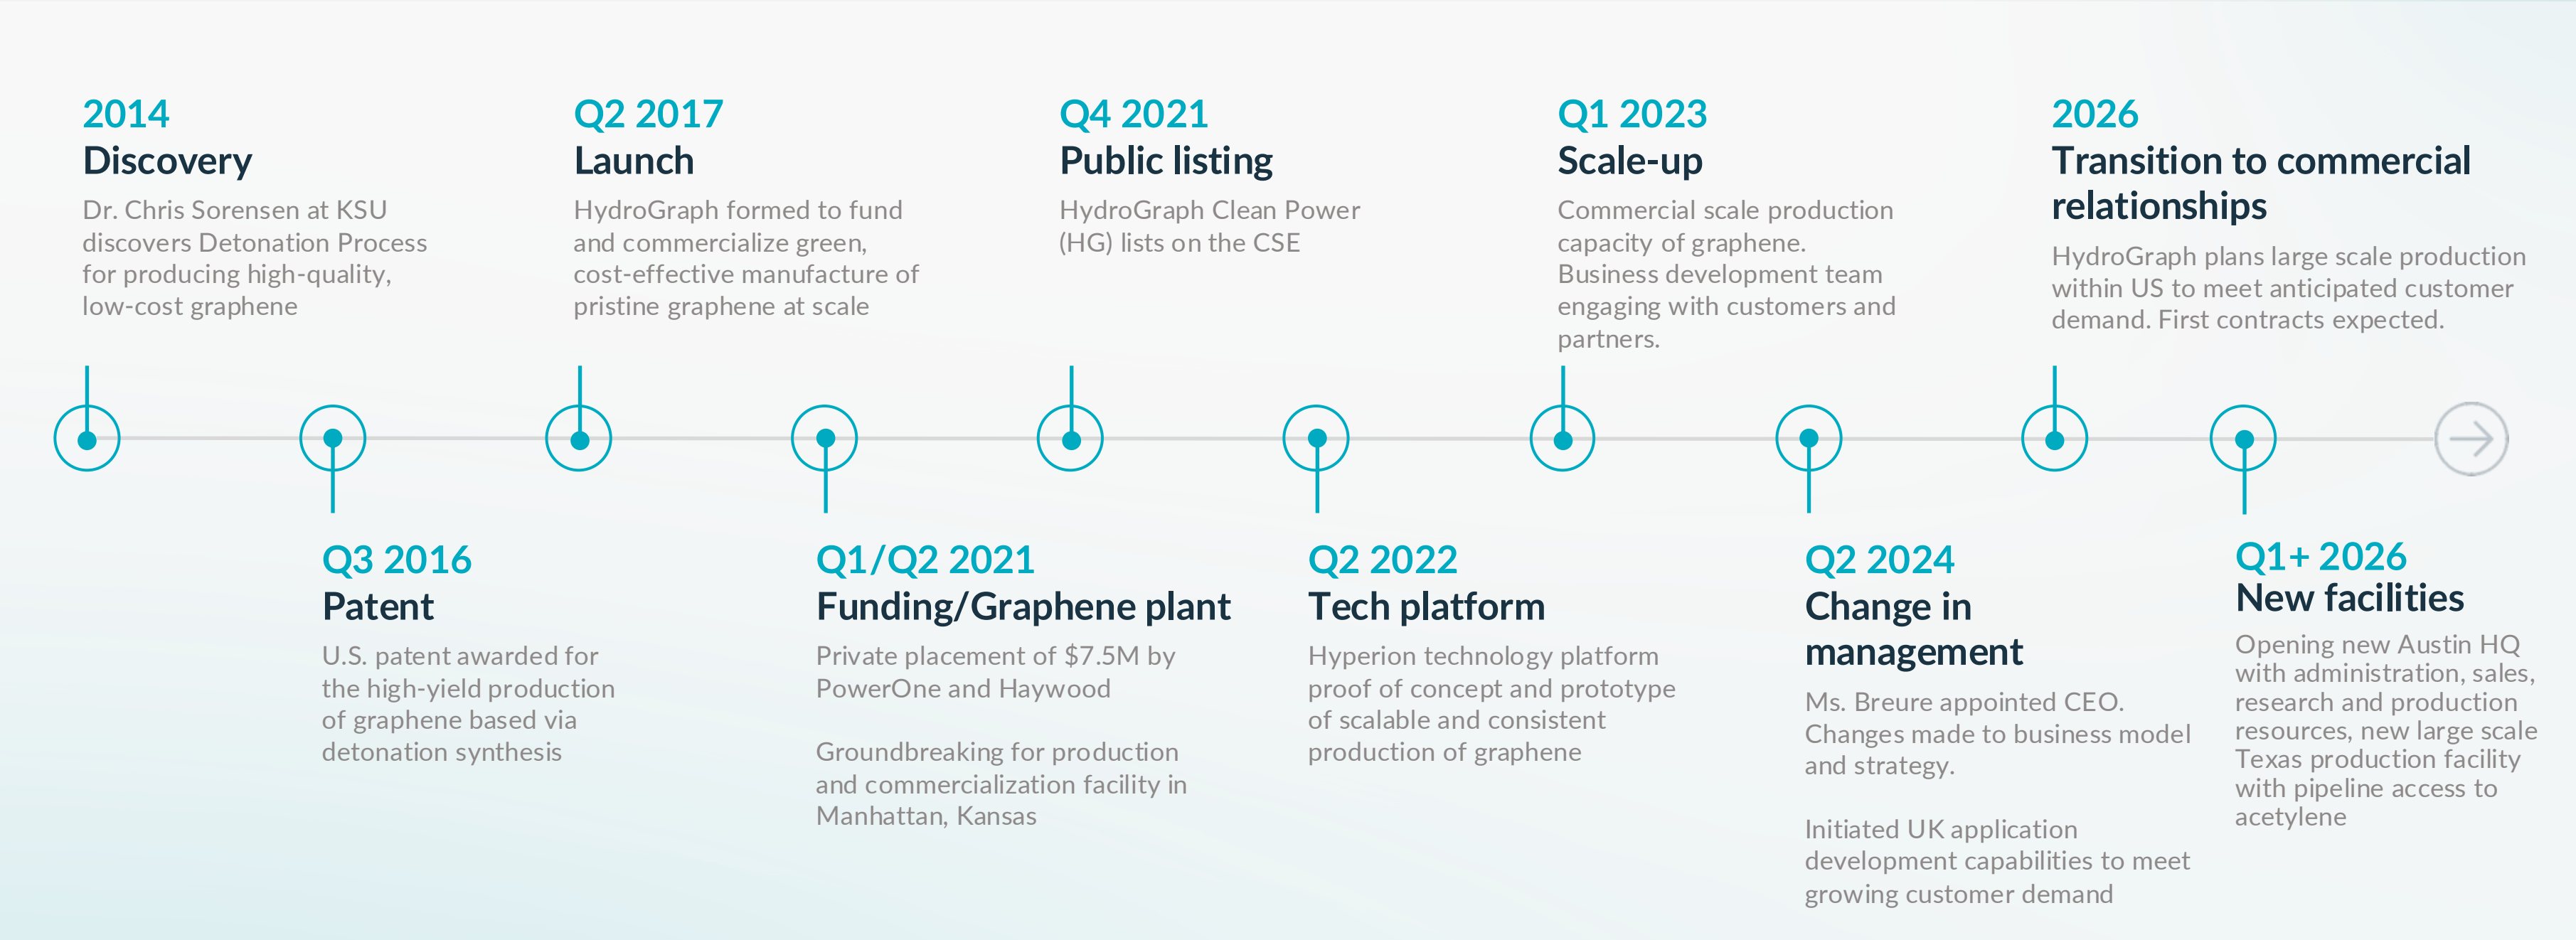 2014
Discovery
Dr. Chris Sorensen at KSU
discovers Detonation Process
for producing high-quality,
low-cost graphene
Q3 2016
Patent
U.S. patent awarded for
the high-yield production
of graphene based via
detonation synthesis
Q2 2017
Launch
HydroGraph formed to fund
and commercialize green,
cost-effective manufacture of
pristine graphene at scale
Q1/Q2 2021
Funding/Graphene plant
Private placement of $7.5M by
PowerOne and Haywood
Groundbreaking for production
and commercialization facility in
Manhattan, Kansas
Q4 2021
Public listing
HydroGraph Clean Power
(HG) lists on the CSE
Q2 2022
Tech platform
Hyperion technology platform
proof of concept and prototype
of scalable and consistent
production of graphene
Q1 2023
Scale-up
Commercial scale production
capacity of graphene.
Business development team
engaging with customers and
partners.
Q2 2024
Change in
management
Ms. Breure appointed CEO.
Changes made to business model
and strategy.
Initiated UK application
development capabilities to meet
growing customer demand
2026
Transition to commercial
relationships
HydroGraph plans large scale production
within US to meet anticipated customer
demand. First contracts expected.
Q1+ 2026
New facilities
Opening new Austin HQ
with administration, sales,
research and production
resources, new large scale
Texas production facility
with pipeline access to
acetylene